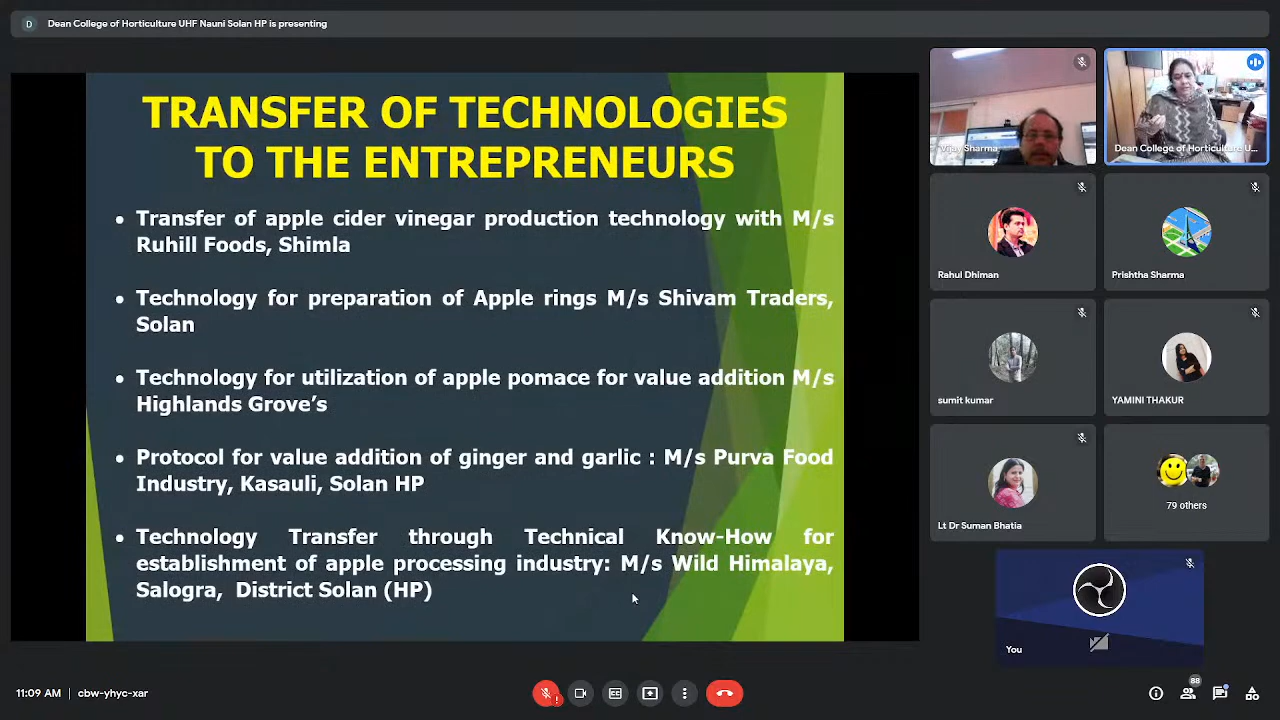 D Dean College of Horticulture UHF Nauni Solan HP is presenting
TRANSFER OF TECHNOLOGIES
TO THE ENTREPRENEURS
• Transfer of apple cider vinegar production technology with M/s
Ruhill Foods, Shimla
• Technology for preparation of Apple rings M/s Shivam Traders,
Solan
• Technology for utilization of apple pomace for value addition M/s
Highlands Grove's
• Protocol for value addition of ginger and garlic : M/s Purva Food
Industry, Kasauli, Solan HP
• Technology Transfer through Technical Know-How for
establishment of apple processing industry: M/s Wild Himalaya,
Salogra, District Solan (HP)
Vijay Sharma
Dean College of Horticulture U...
Rahul Dhiman
Prishtha Sharma
sumit kumar
YAMINI THAKUR
Lt Dr Suman Bhatia
79 others
You
11:09 AM | cbw-yhyc-xar
88